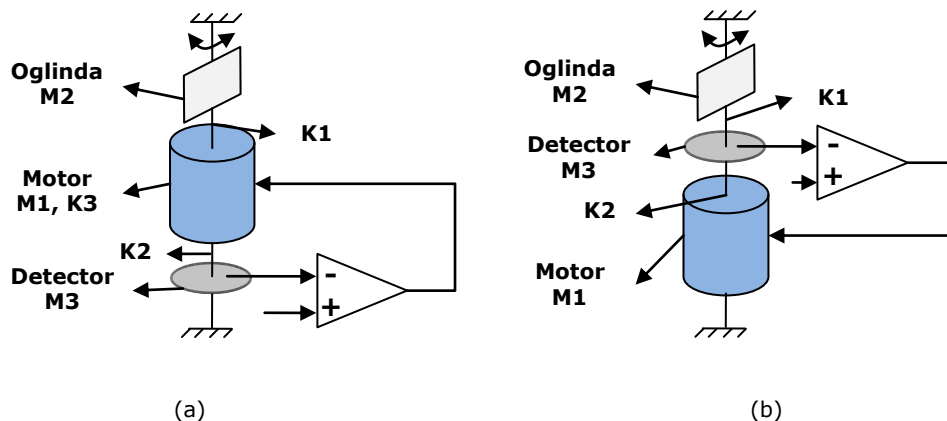 Oglinda
M2
K1
Motor
M1, K3
K2
Detector
M3
-
+
(a)
Oglinda
M2
K1
Detector
M3
-
+
K2
Motor
M1
(b)